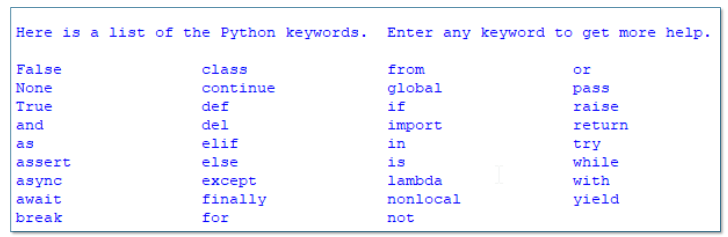 Here is a list of the Python keywords.  Enter any keyword to get more help.
False               class               from                or
None                continue            global              pass
True                def                 if                  raise
and                 del                 import              return
as                  elif                in                  try
assert              else                is                  while
async               except              lambda              with
await               finally             nonlocal            yield
break               for                 not